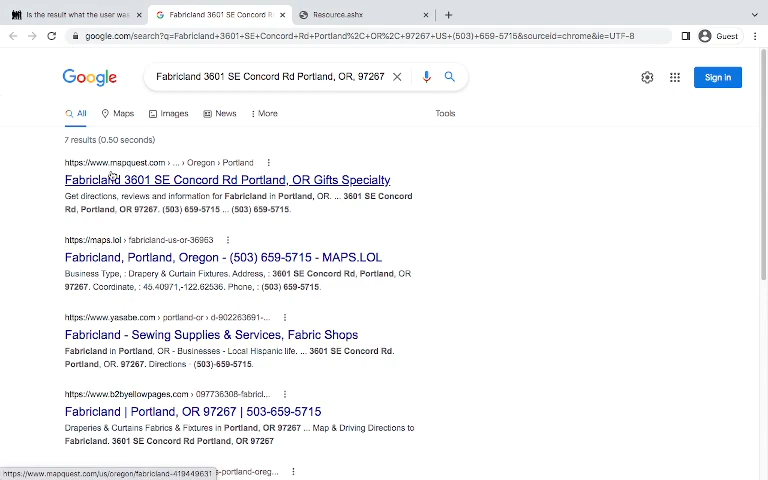 Is the result what the user was
Fabricland 3601 SE Concord R
Resource.ashx
google.com/search?q=Fabricland+3601+SE+Concord+Rd+Portland%2C+OR%2C+97267+US+(503)+659-5715&sourceid=chrome&ie=UTF-8
Guest
Google
Fabricland 3601 SE Concord Rd Portland, OR, 97267
Sign in
All
Maps
Images
News
More
Tools
7 results (0.50 seconds)
https://www.mapquest.com › ... › Oregon › Portland
Fabricland 3601 SE Concord Rd Portland, OR Gifts Specialty
Get directions, reviews and information for Fabricland in Portland, OR. ... 3601 SE Concord
Rd, Portland, OR 97267. (503) 659-5715 ... (503) 659-5715.
https://maps.lol › fabricland-us-or-36963
Fabricland, Portland, Oregon - (503) 659-5715 - MAPS.LOL
Business Type, : Drapery & Curtain Fixtures. Address, : 3601 SE Concord Rd, Portland, OR
97267. Coordinate, : 45.40971,-122.62536. Phone, : (503) 659-5715.
https://www.yasabe.com › portland-or › d-902263691-...
Fabricland - Sewing Supplies & Services, Fabric Shops
Fabricland in Portland, OR - Businesses - Local Hispanic life. ... 3601 SE Concord Rd.
Portland, OR. 97267. Directions · (503)-659-5715.
https://www.b2byellowpages.com › 097736308-fabricl...
Fabricland | Portland, OR 97267 | 503-659-5715
Draperies & Curtains Fabrics & Fixtures in Portland, OR 97267 ... Map & Driving Directions to
Fabricland. 3601 SE Concord Rd Portland, OR 97267
https://www.mapquest.com/us/oregon/fabricland-419449631
s-portland-oreg...